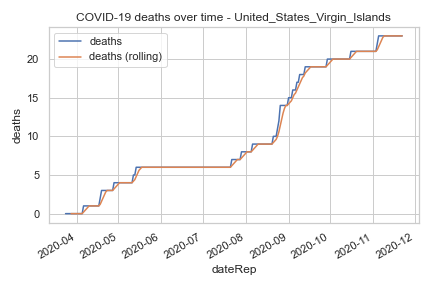 COVID-19 deaths over time - United_States_Virgin_Islands
deaths
deaths (rolling)
deaths
20
15
10
5
0
2020-04
2020-05
2020-06
2020-07
2020-08
2020-09
2020-10
2020-11
2020-12
dateRep